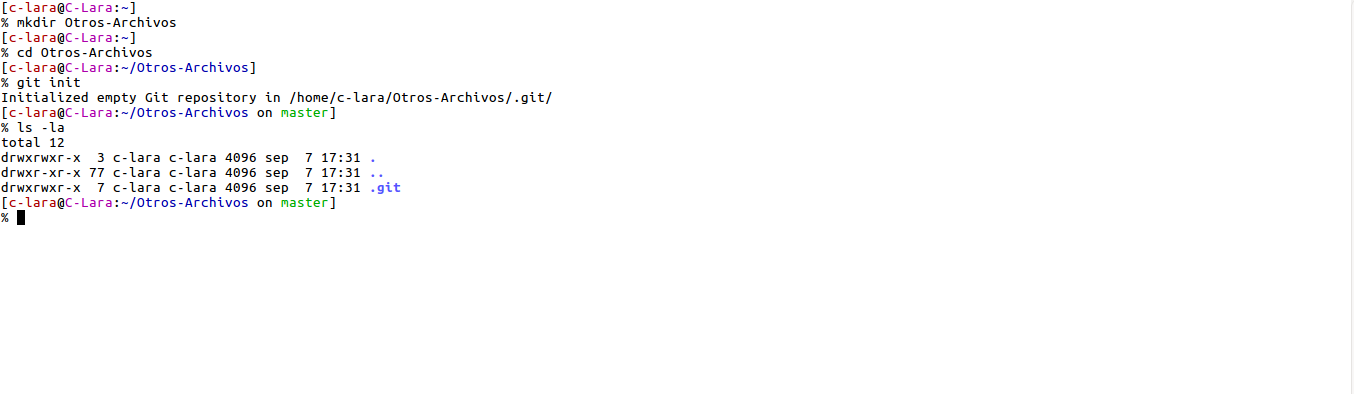 [c-lara@C-Lara:~]
% mkdir Otros-Archivos
[c-lara@C-Lara:~]
% cd Otros-Archivos
[c-lara@C-Lara:~/Otros-Archivos]
% git init
Initialized empty Git repository in /home/c-lara/Otros-Archivos/.git/
[c-lara@C-Lara:~/Otros-Archivos on master]
% ls -la
total 12
drwxrwxr-x  3 c-lara c-lara 4096 sep  7 17:31 .
drwxr-xr-x 77 c-lara c-lara 4096 sep  7 17:31 ..
drwxrwxr-x  7 c-lara c-lara 4096 sep  7 17:31 .git
[c-lara@C-Lara:~/Otros-Archivos on master]
%